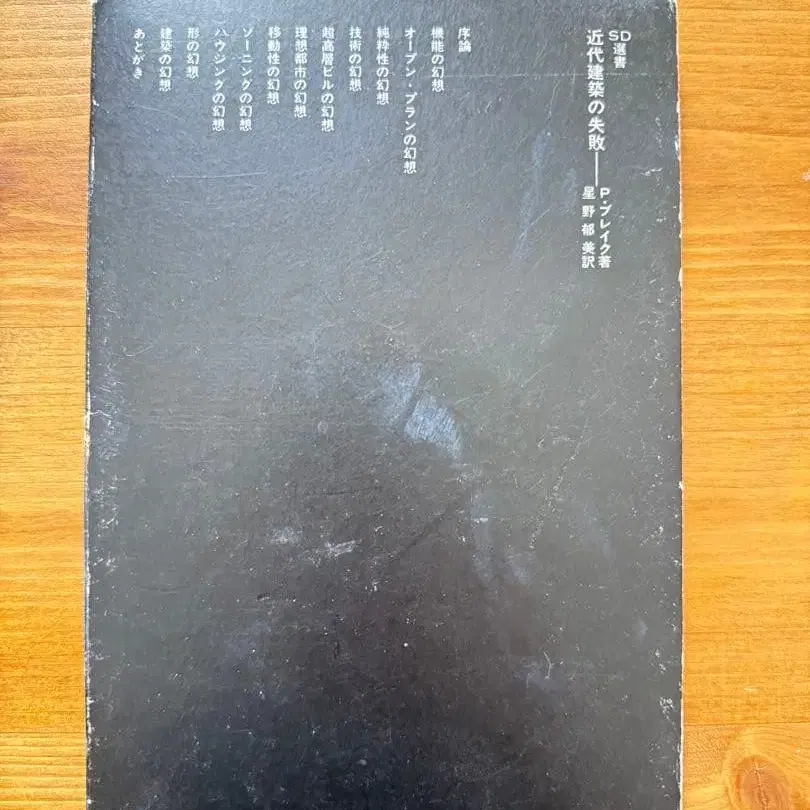 SD選書
近代建築の失敗——P・ブレイク著
星野郁美訳
序論
機能の幻想
オープン・プランの幻想
純粋性の幻想
技術の幻想
超高層ビルの幻想
理想都市の幻想
移動性の幻想
ゾーニングの幻想
ハウジングの幻想
形の幻想
建築の幻想
あとがき